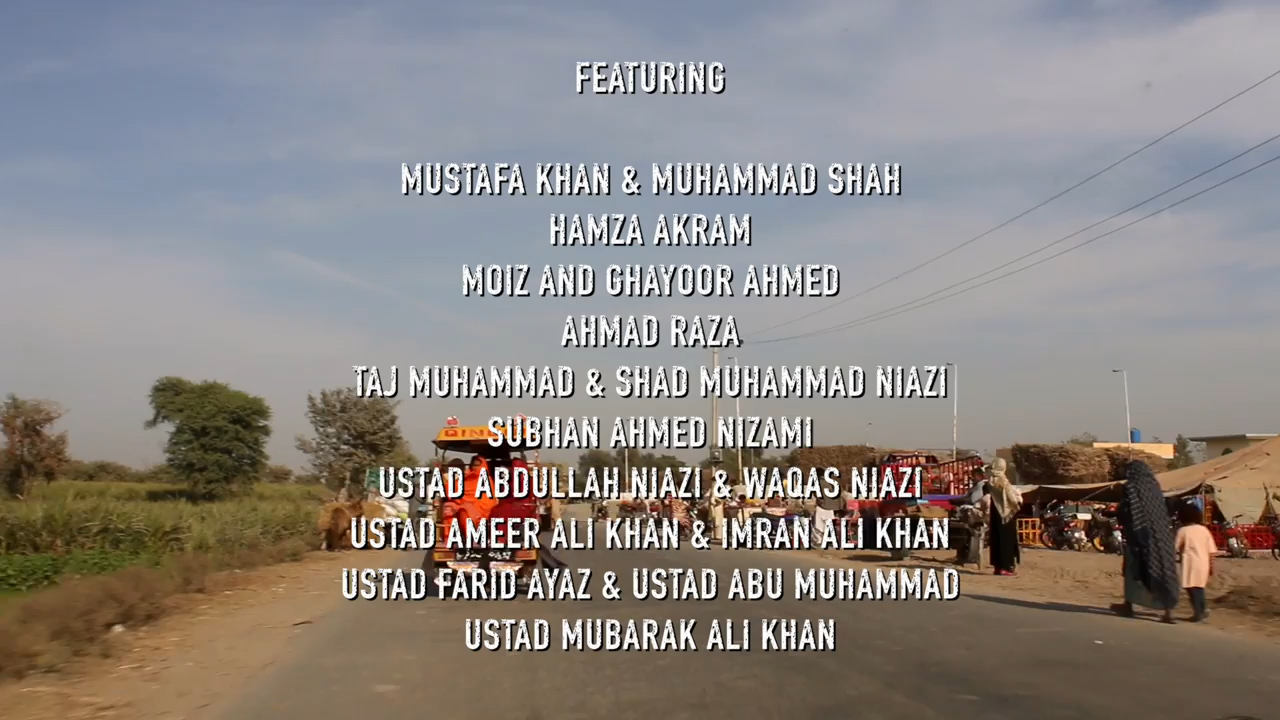 FEATURING
MUSTAFA KHAN & MUHAMMAD SHAH
HAMZA AKRAM
MOIZ AND GHAYOOR AHMED
AHMAD RAZA
TAJ MUHAMMAD & SHAD MUHAMMAD NIAZI
SUBHAN AHMED NIZAMI
USTAD ABDULLAH NIAZI & WAQAS NIAZI
USTAD AMEER ALI KHAN & IMRAN ALI KHAN
USTAD FARID AYAZ & USTAD ABU MUHAMMAD
USTAD MUBARAK ALI KHAN